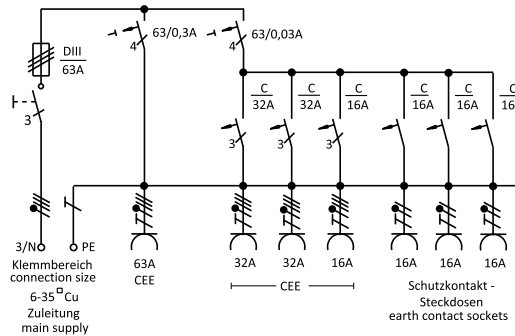 63/0,3A
4
63/0,03A
4
DIII
63A
3
C
32A
C
32A
C
16A
C
16A
C
16A
C
16A
3
3
3
3/N
PE
63A
CEE
32A
32A
16A
CEE
16A
16A
16A
Klemmbereich
connection size
6-35 □ Cu
Zuleitung
main supply
Schutzkontakt -
Steckdosen
earth contact sockets